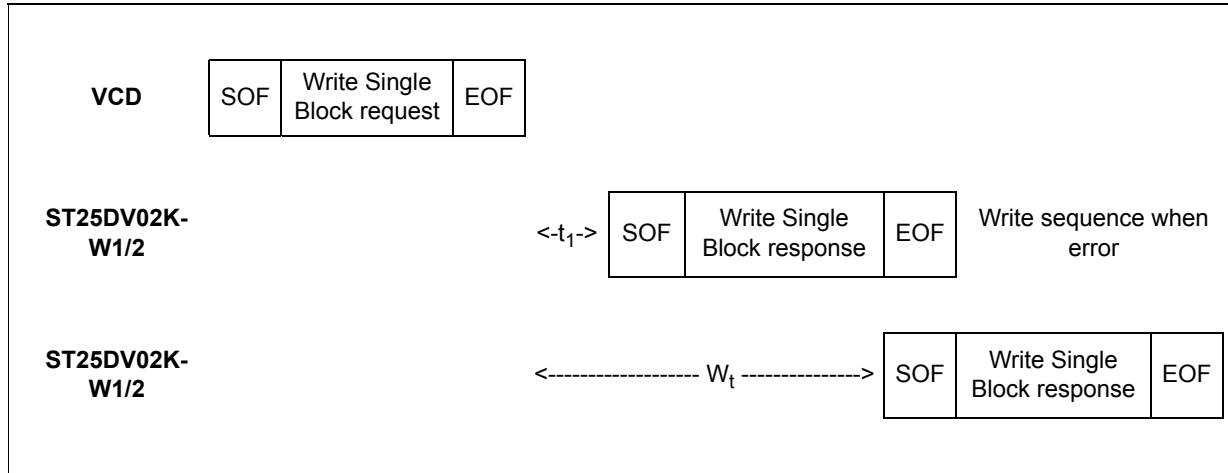 VCD
SOF
Write Single
Block request
EOF
ST25DV02K-
W1/2
<-t1->
SOF
Write Single
Block response
EOF
Write sequence when
error
ST25DV02K-
W1/2
<------------------- Wt --------------->
SOF
Write Single
Block response
EOF